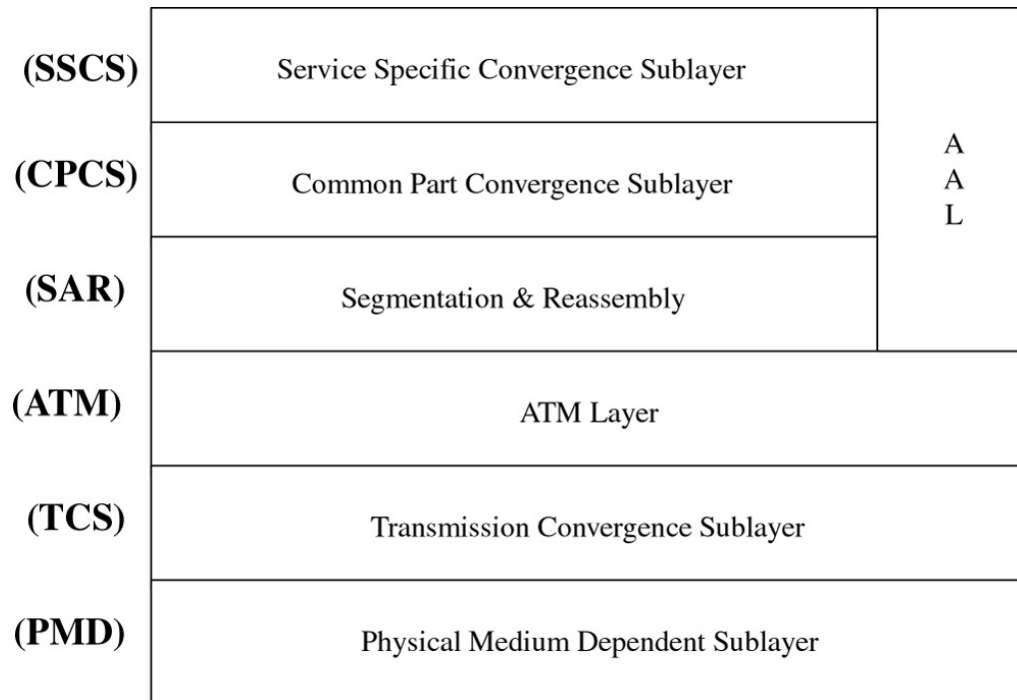 (SSCS)
Service Specific Convergence Sublayer
(CPCS)
Common Part Convergence Sublayer
A
A
L
(SAR)
Segmentation & Reassembly
(ATM)
ATM Layer
(TCS)
Transmission Convergence Sublayer
(PMD)
Physical Medium Dependent Sublayer